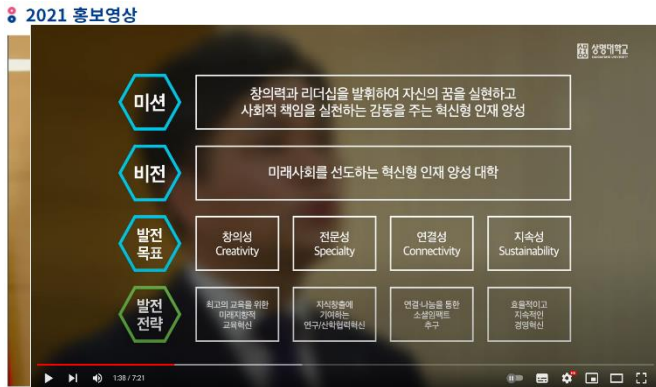 2021 홍보영상
상명대학교
미션
창의력과 리더십을 발휘하여 자신의 꿈을 실현하고
사회적 책임을 실천하는 감동을 주는 혁신형 인재 양성
비전
미래사회를 선도하는 혁신형 인재 양성 대학
발전
목표
창의성
Creativity
전문성
Specialty
연결성
Connectivity
지속성
Sustainability
발전
전략
최고의 교육을 위한
미래지향적
교육혁신
지식창출에
기여하는
연구/산학협력혁신
연결·나눔을 통한
소셜임팩트
추구
효율적이고
지속적인
경영혁신
1:38 / 7:21